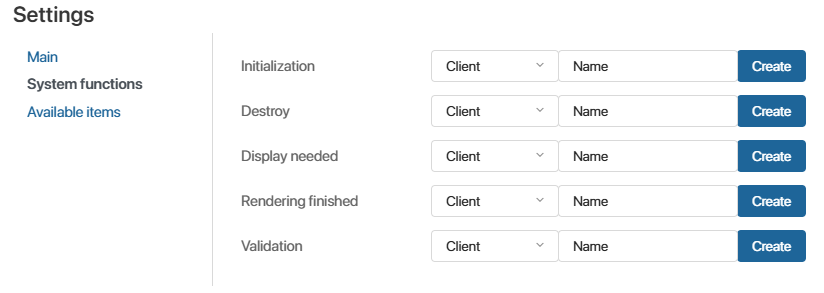 Settings
Main
System functions
Available items
Initialization Client Name Create
Destroy Client Name Create
Display needed Client Name Create
Rendering finished Client Name Create
Validation Client Name Create